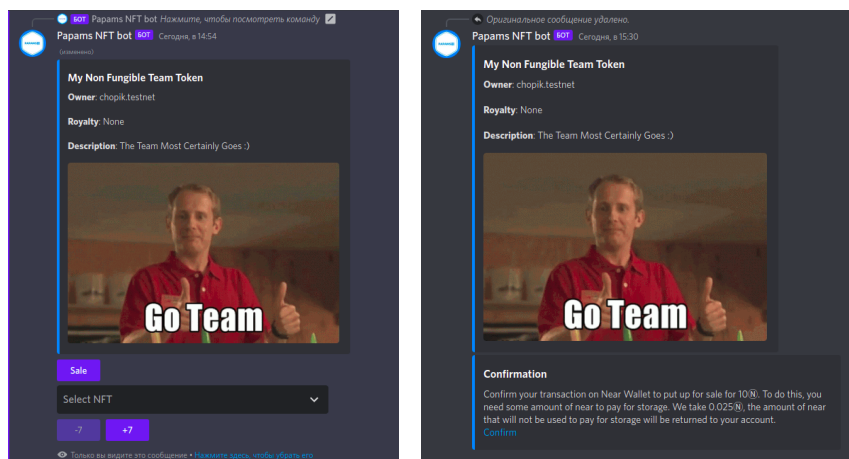 БОТ Papams NFT bot Нажмите, чтобы посмотреть команду
Papams NFT bot БОТ Сегодня, в 14:54
(изменено)
My Non Fungible Team Token
Owner: chopik.testnet
Royalty: None
Description: The Team Most Certainly Goes :)
Go Team
Sale
Select NFT
-7 +7
Только вы видите это сообщение • Нажмите здесь, чтобы убрать его
Оригинальное сообщение удалено.
Papams NFT bot БОТ Сегодня, в 15:30
My Non Fungible Team Token
Owner: chopik.testnet
Royalty: None
Description: The Team Most Certainly Goes :)
Go Team
Confirmation
Confirm your transaction on Near Wallet to put up for sale for 10Ⓝ. To do this, you
need some amount of near to pay for storage. We take 0.025Ⓝ, the amount of near
that will not be used to pay for storage will be returned to your account.
Confirm